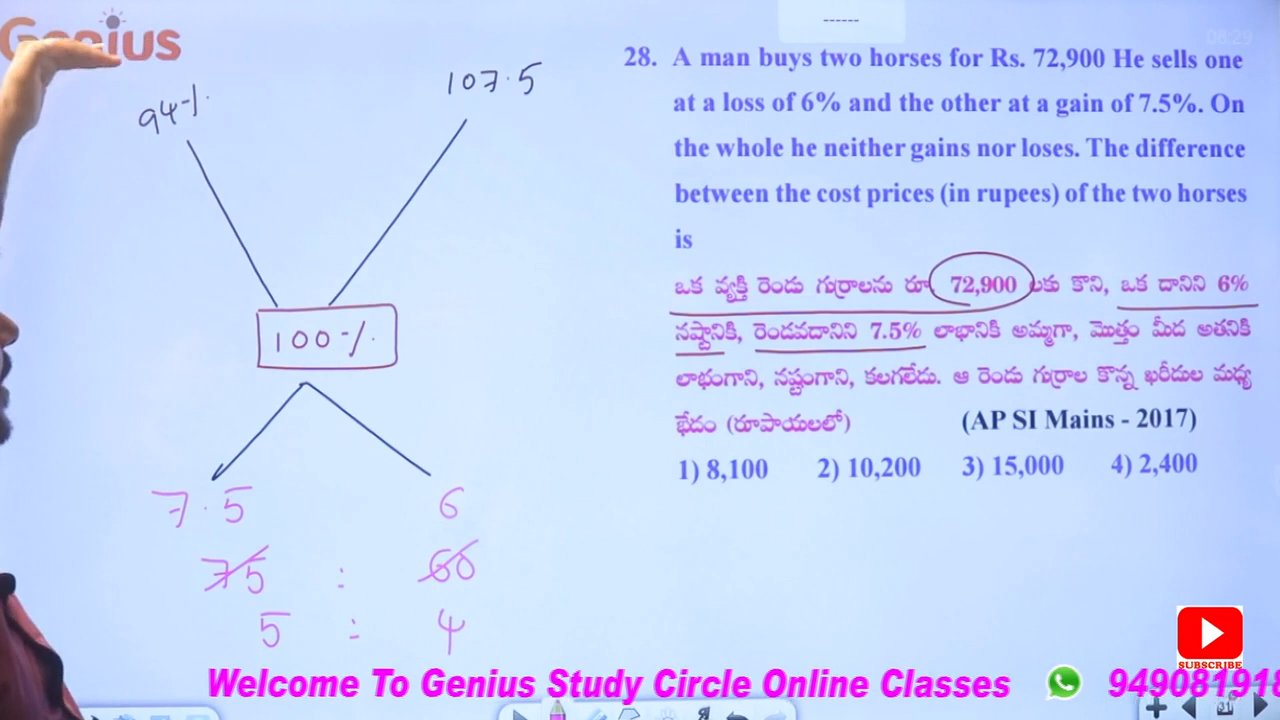 Genius
------
08:29
94%.
107.5
100%.
7.5 6
75 : 60
5 : 4
28. A man buys two horses for Rs. 72,900 He sells one
at a loss of 6% and the other at a gain of 7.5%. On
the whole he neither gains nor loses. The difference
between the cost prices (in rupees) of the two horses
is
ఒక వ్యక్తి రెండు గుర్రాలను రూ 72,900 లకు కొని, ఒక దానిని 6%
నష్టానికి, రెండవదానిని 7.5% లాభానికి అమ్మగా, మొత్తం మీద అతనికి
లాభంగాని, నష్టంగాని, కలగలేదు. ఆ రెండు గుర్రాల కొన్న ఖరీదుల మధ్య
భేదం (రూపాయలలో) (AP SI Mains - 2017)
1) 8,100 2) 10,200 3) 15,000 4) 2,400
SUBSCRIBE
Welcome To Genius Study Circle Online Classes 949081918
31